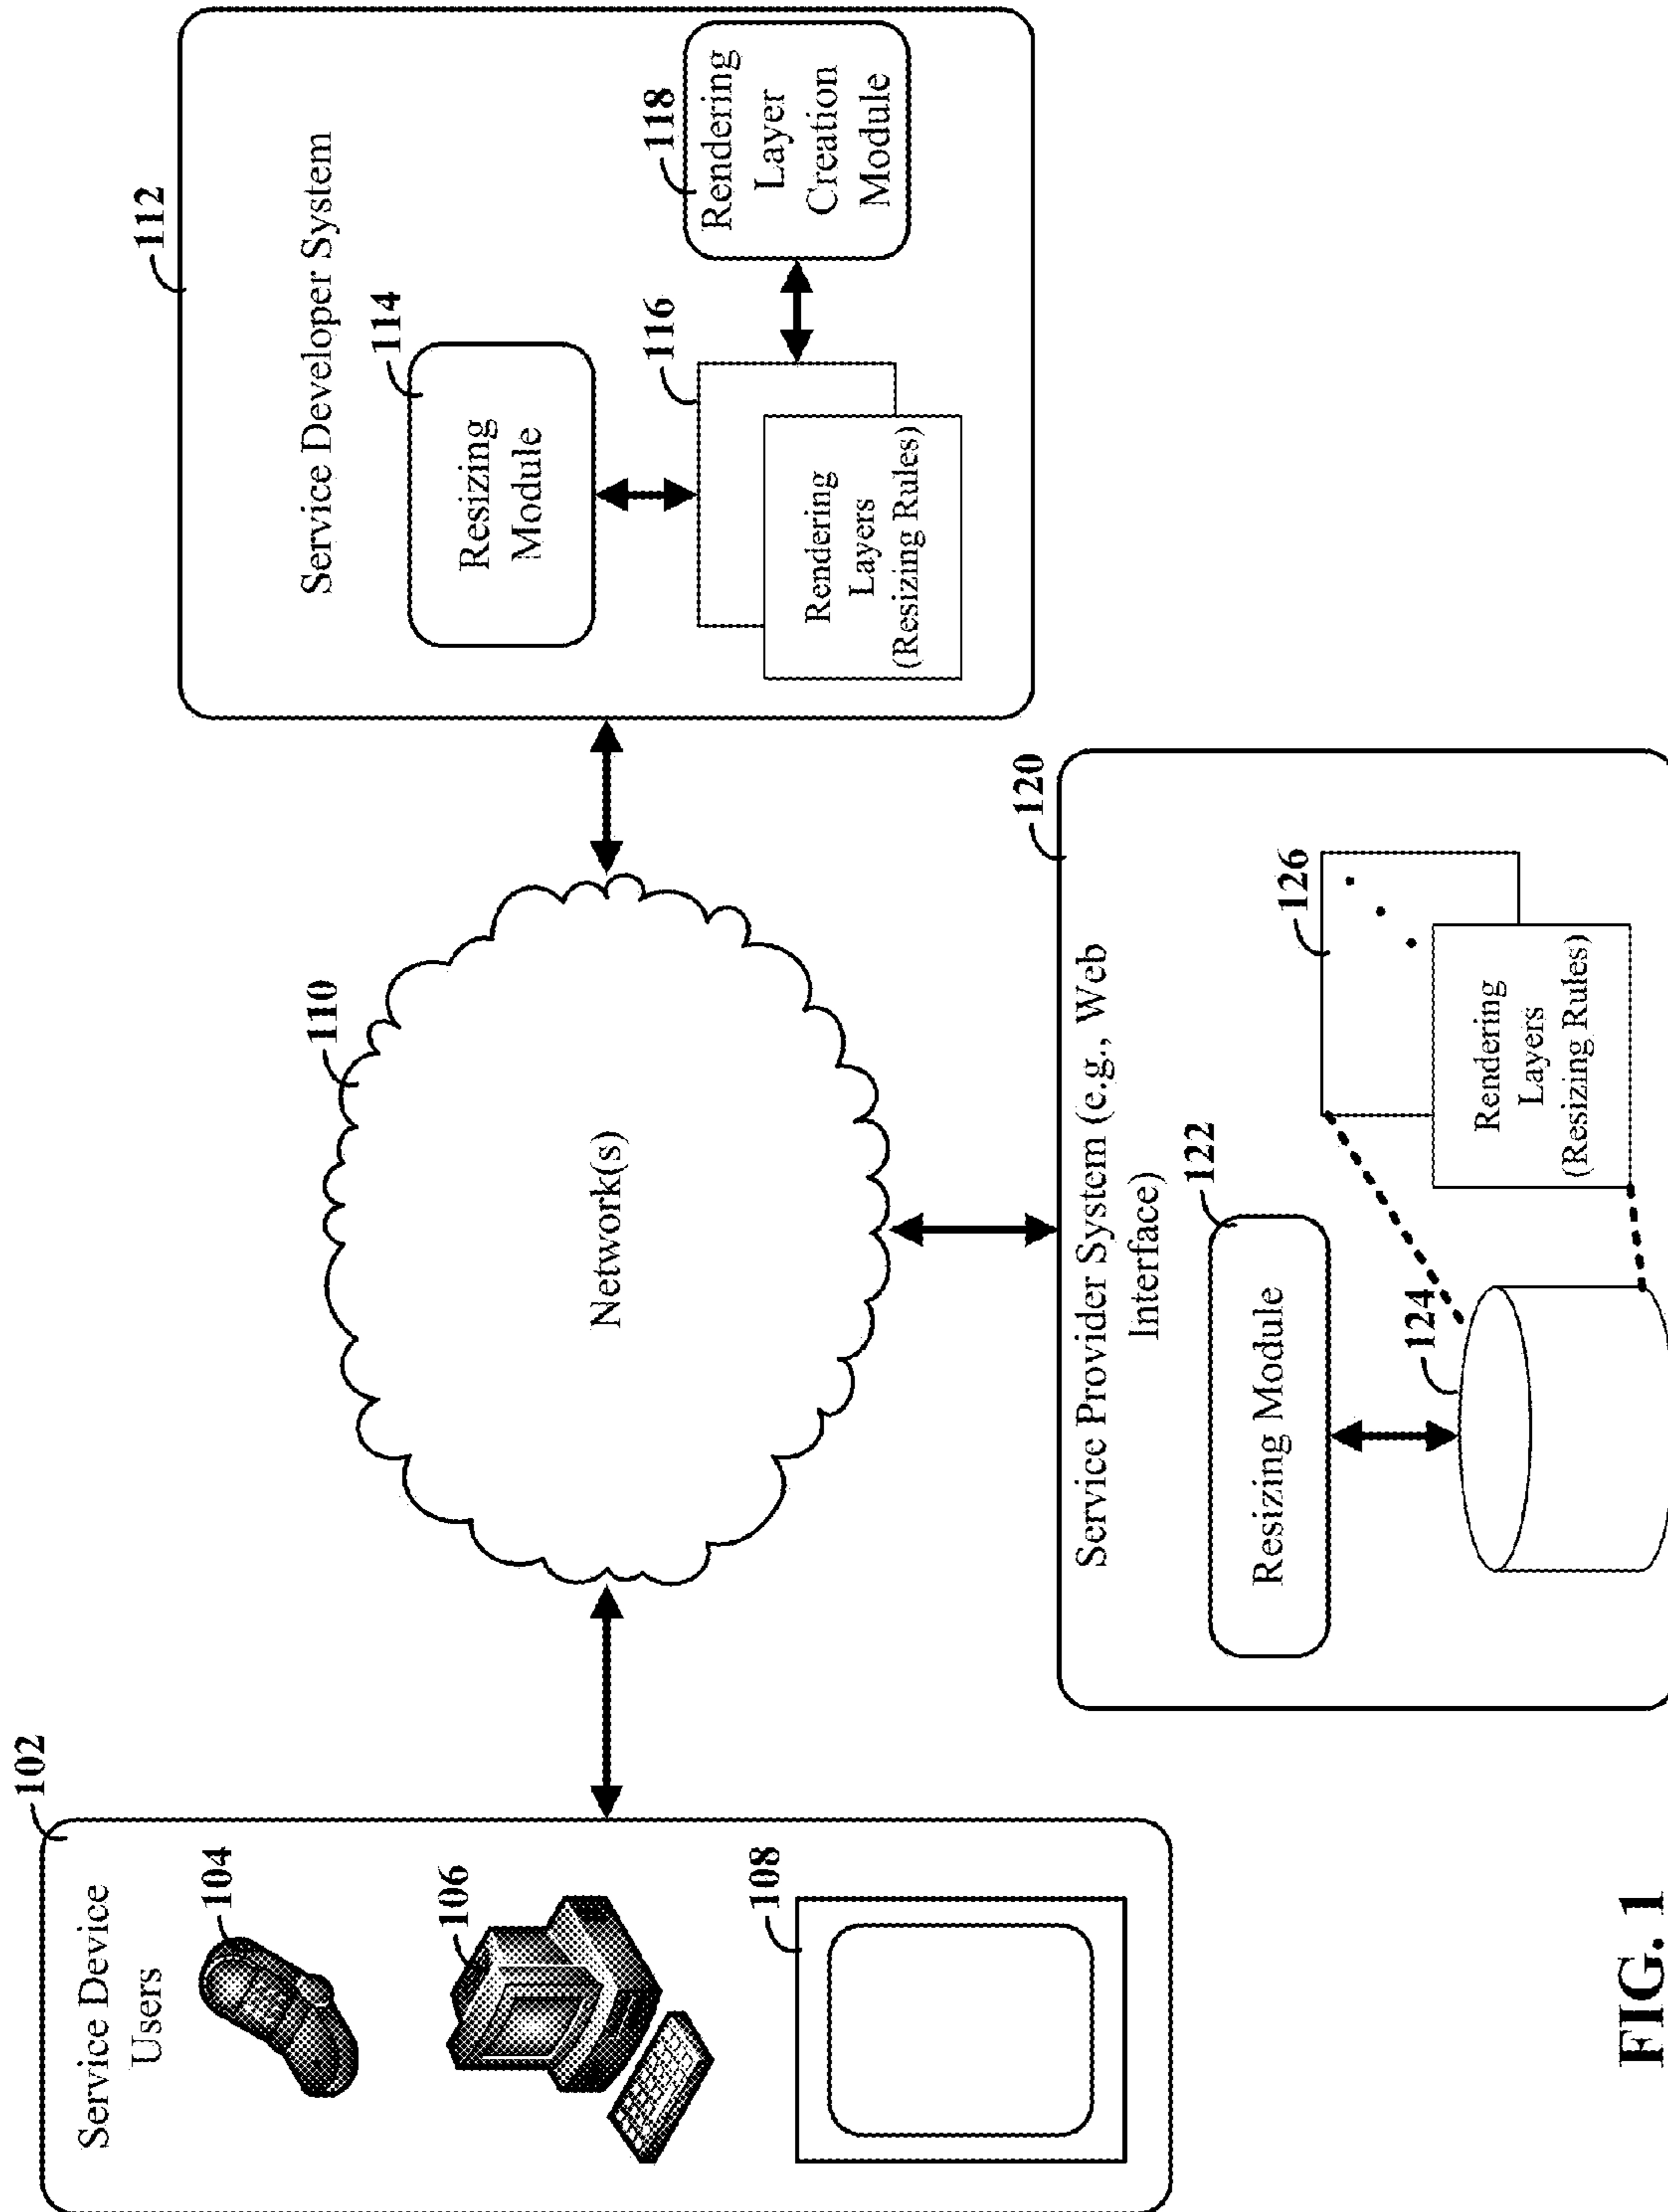 102
Service Device
Users
104
106
108
110
Network(s)
112
Service Developer System
114
Resizing
Module
116
Rendering
Layers
(Resizing Rules)
118
Rendering
Layer
Creation
Module
120
Service Provider System (e.g., Web
Interface)
122
Resizing Module
124
126
Rendering
Layers
(Resizing Rules)
FIG. 1